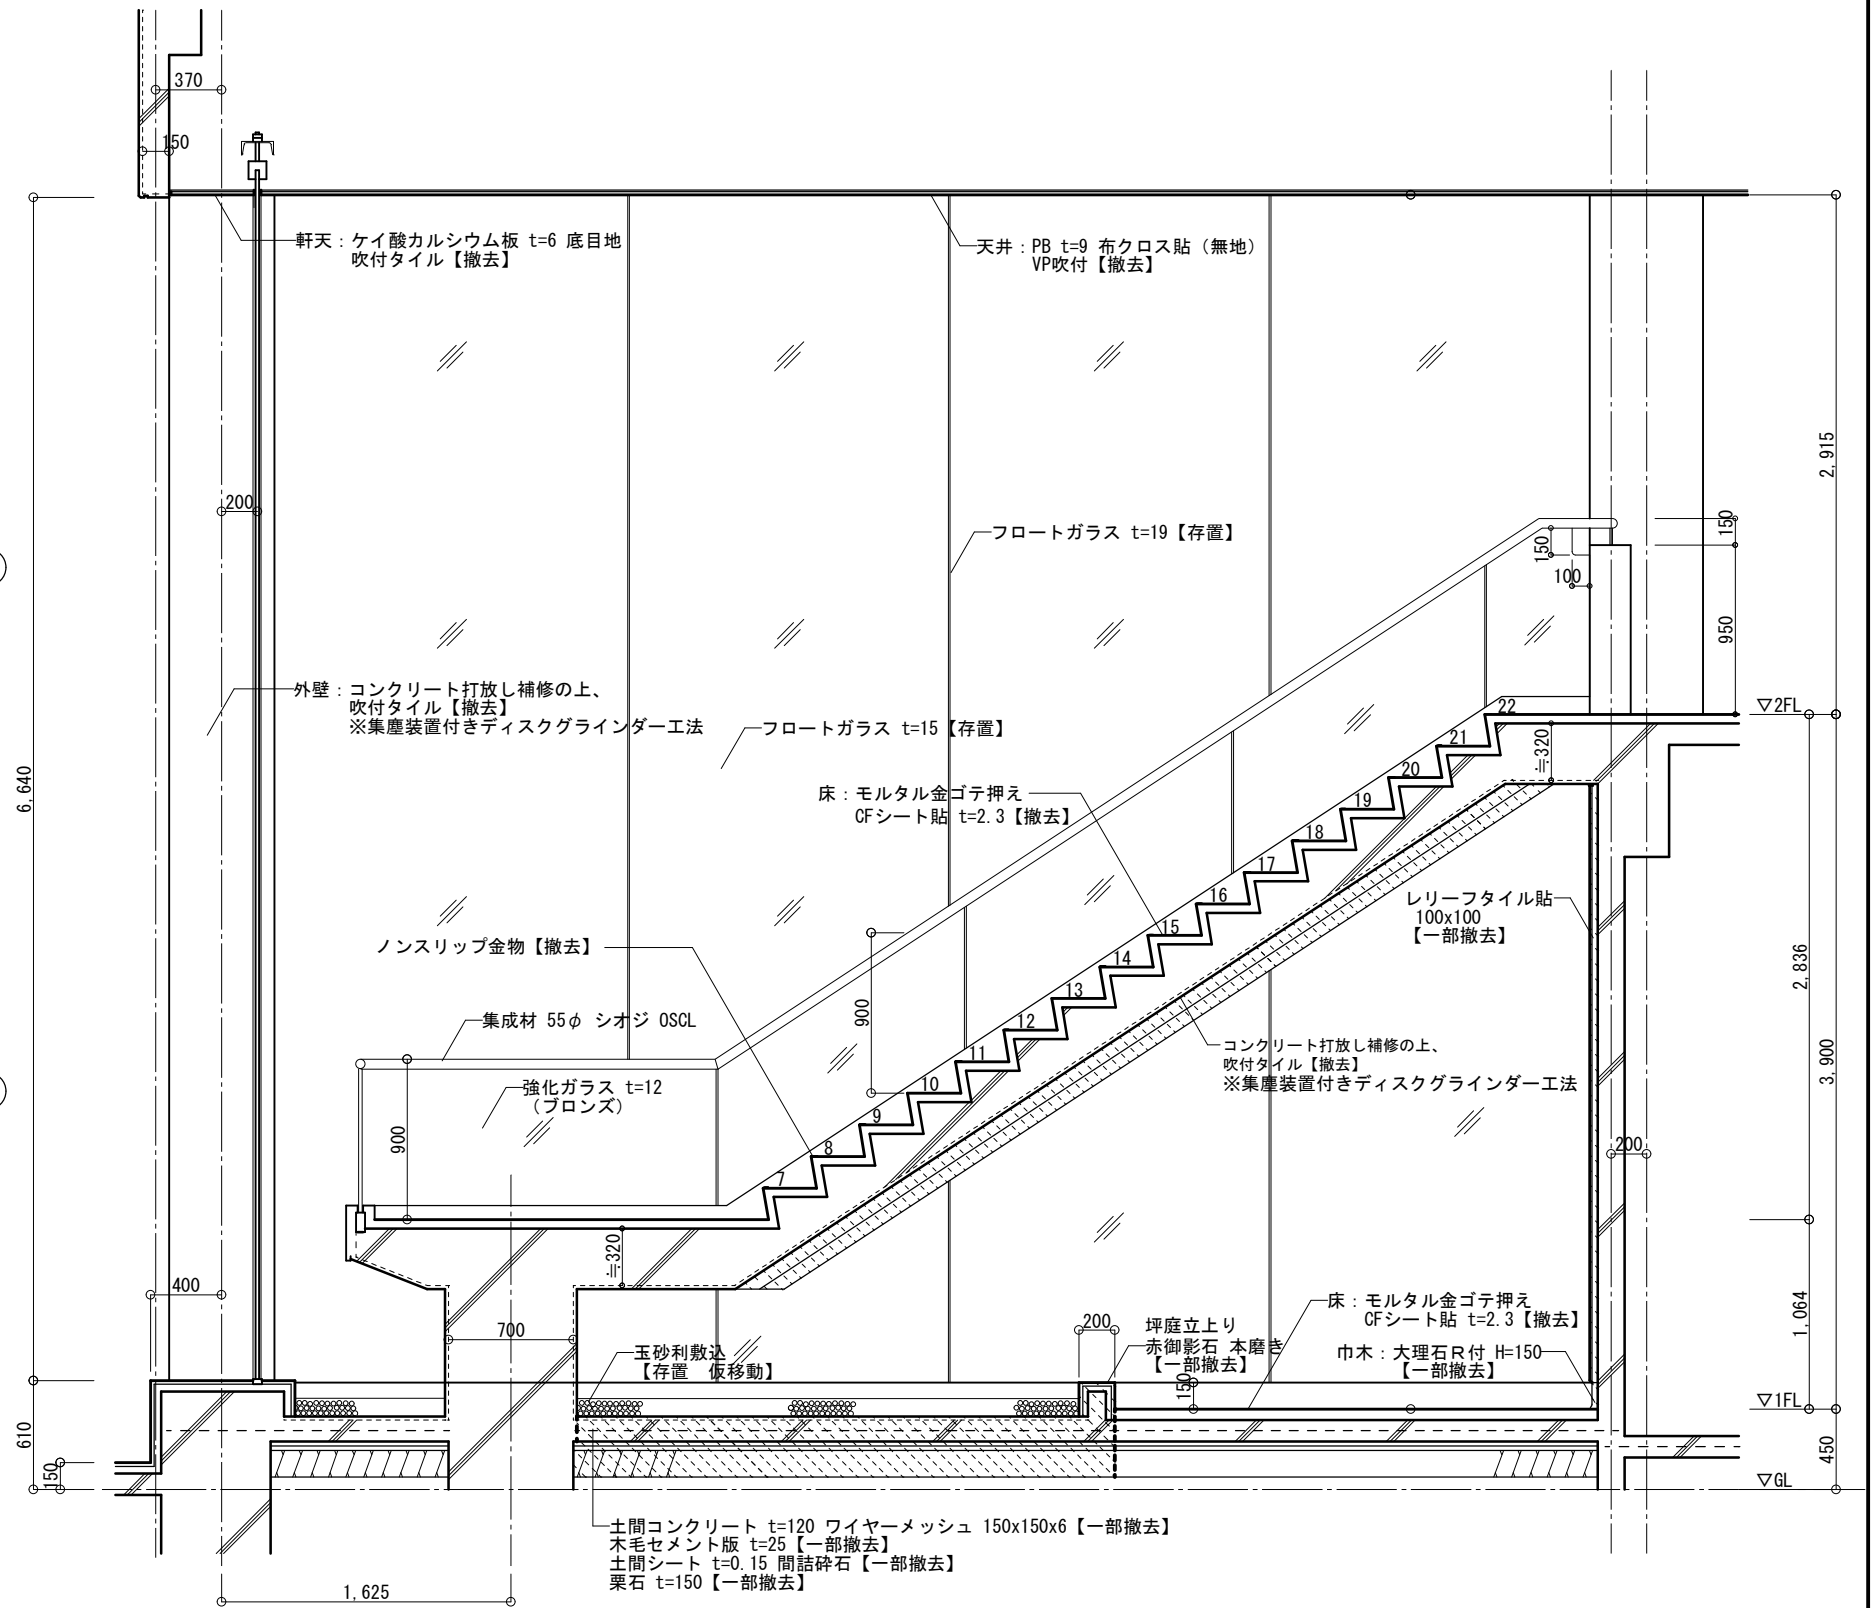 370
150
軒天：ケイ酸カルシウム板 t=6 底目地
吹付タイル【撤去】
天井：PB t=9 布クロス貼（無地）
VP吹付【撤去】
2,915
200
フロートガラス t=19【存置】
150
150
100
950
外壁：コンクリート打放し補修の上、
吹付タイル【撤去】
※集塵装置付きディスクグラインダー工法
フロートガラス t=15【存置】
▽2FL
22
21
20
19
18
17
16
15
14
13
12
11
10
9
8
7
≒320
6,640
床：モルタル金ゴテ押え
CFシート貼 t=2.3【撤去】
レリーフタイル貼
100x100
【一部撤去】
ノンスリップ金物【撤去】
2,836
900
集成材 55φ シオジ OSCL
コンクリート打放し補修の上、
吹付タイル【撤去】
※集塵装置付きディスクグラインダー工法
3,900
強化ガラス t=12
（ブロンズ）
900
200
≒320
400
700
200
坪庭立上り
赤御影石 本磨き
【一部撤去】
床：モルタル金ゴテ押え
CFシート貼 t=2.3【撤去】
1,064
玉砂利敷込
【存置　仮移動】
巾木：大理石Ｒ付 H=150
【一部撤去】
150
▽1FL
610
150
450
▽GL
土間コンクリート t=120 ワイヤーメッシュ 150x150x6【一部撤去】
木毛セメント版 t=25【一部撤去】
土間シート t=0.15 間詰砕石【一部撤去】
栗石 t=150【一部撤去】
1,625